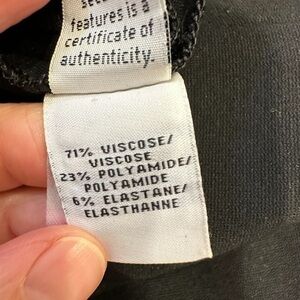 features is a
certificate of
authenticity.
71% VISCOSE/
VISCOSE
23% POLYAMIDE/
POLYAMIDE
6% ELASTANE/
ELASTHANNE